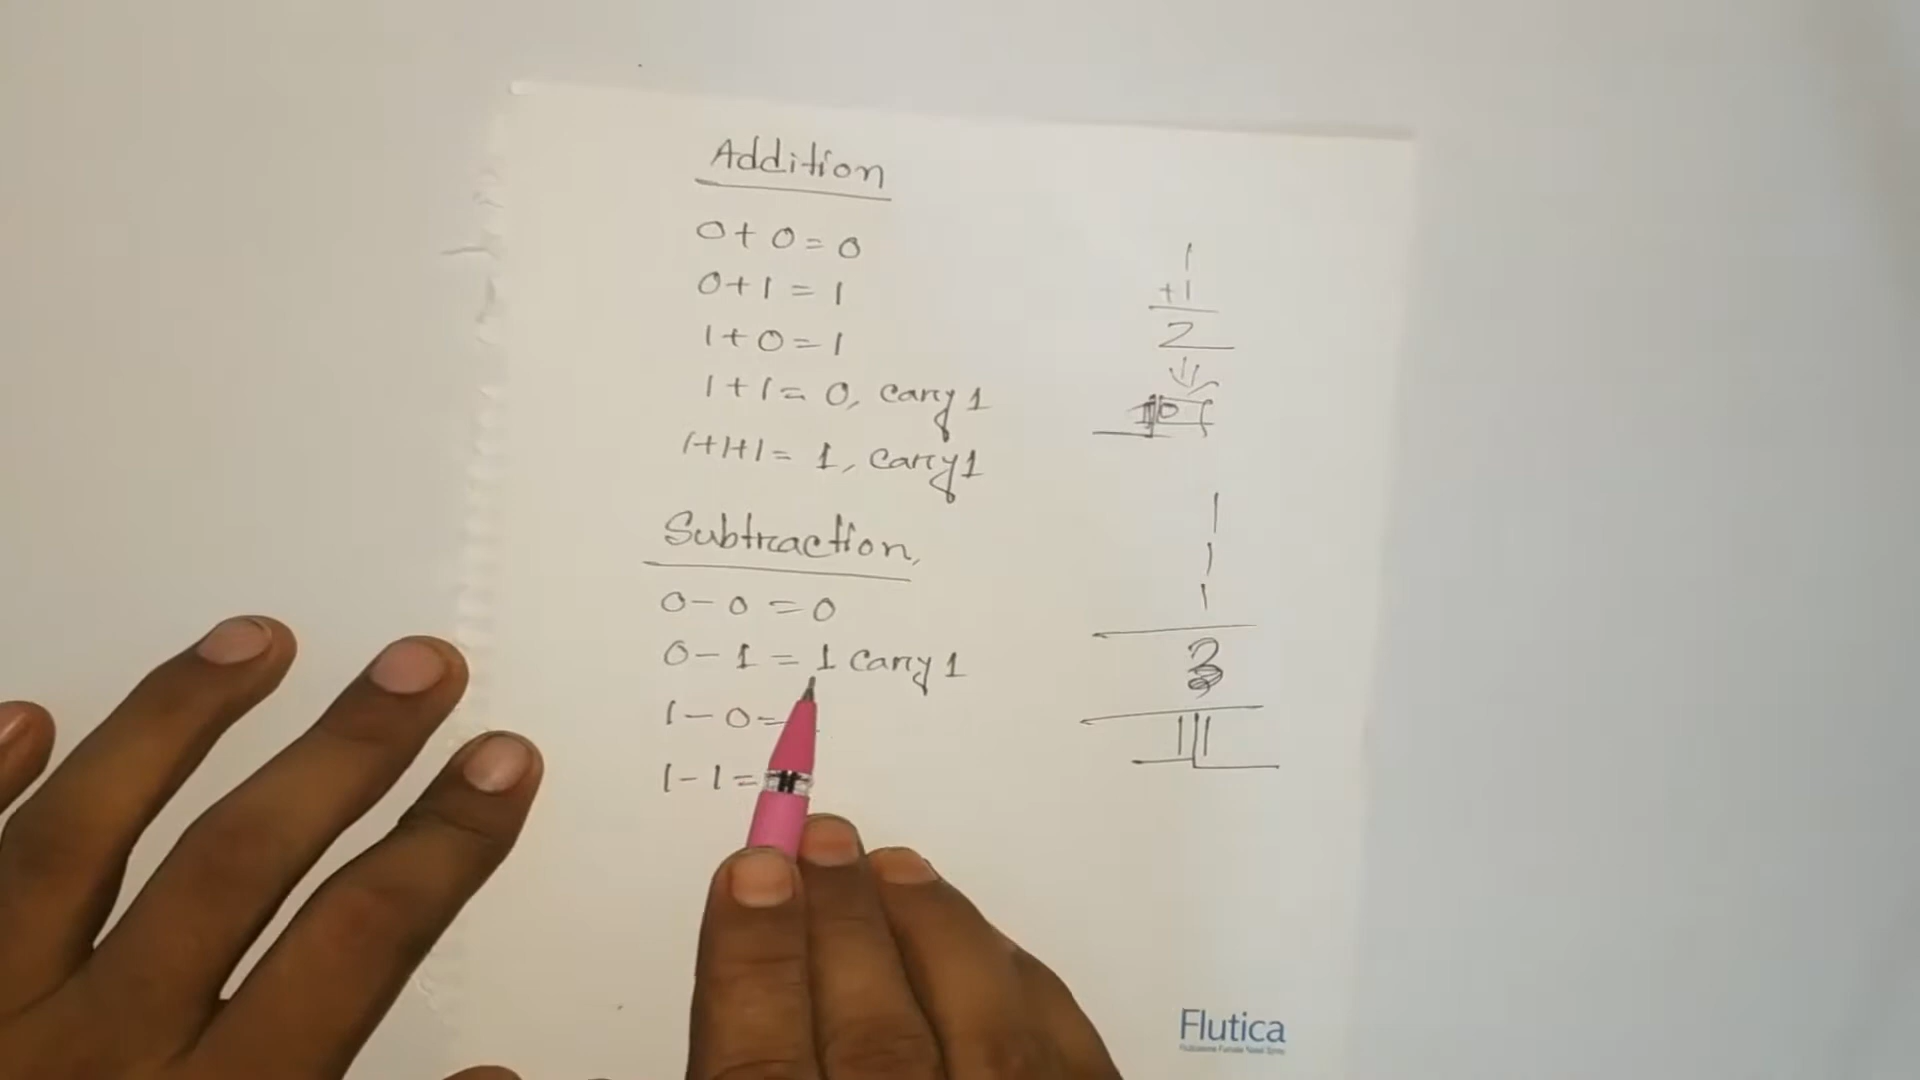 Addition
0+0=0
0+1=1
1+0=1
1+1=0, carry 1
1+1+1=1, carry 1
Subtraction,
0-0=0
0-1=1 carry 1
1-0=
1-1=
1
+1
2
10
1
1
1
3
11
Flutica